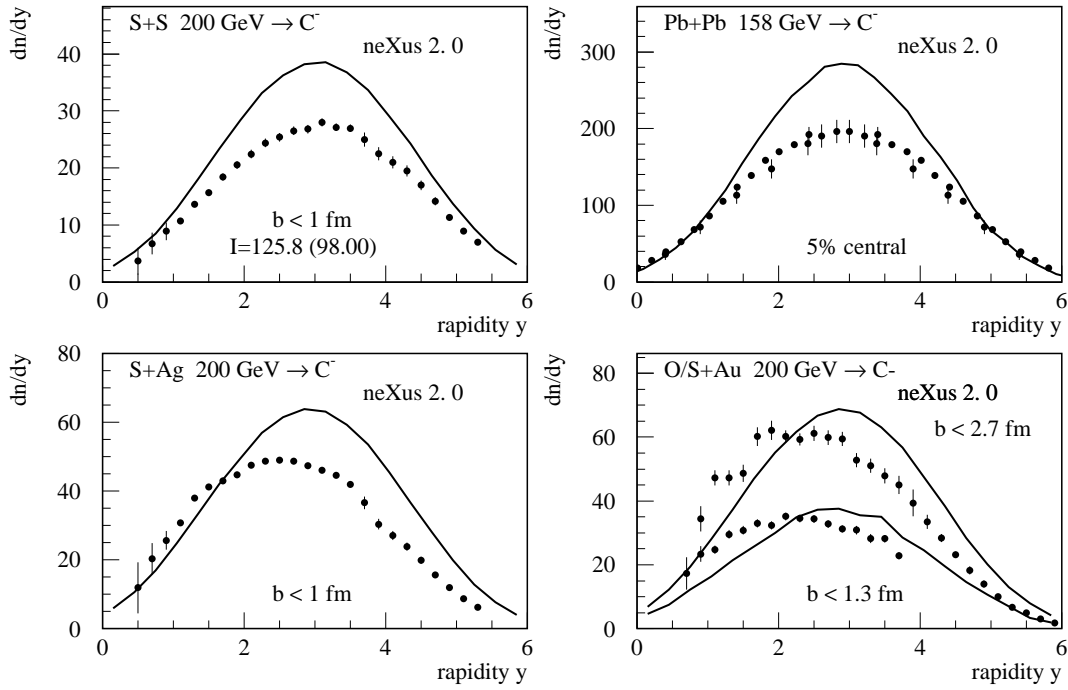 dn/dy
S+S 200 GeV → C⁻
neXus 2. 0
40
30
20
10
0
b < 1 fm
I=125.8 (98.00)
0 2 4 6
rapidity y
dn/dy
Pb+Pb 158 GeV → C⁻
neXus 2. 0
300
200
100
0
5% central
0 2 4 6
rapidity y
dn/dy
80
S+Ag 200 GeV → C⁻
neXus 2. 0
60
40
20
0
b < 1 fm
0 2 4 6
rapidity y
dn/dy
O/S+Au 200 GeV → C-
neXus 2. 0
b < 2.7 fm
80
60
40
20
0
b < 1.3 fm
0 2 4 6
rapidity y